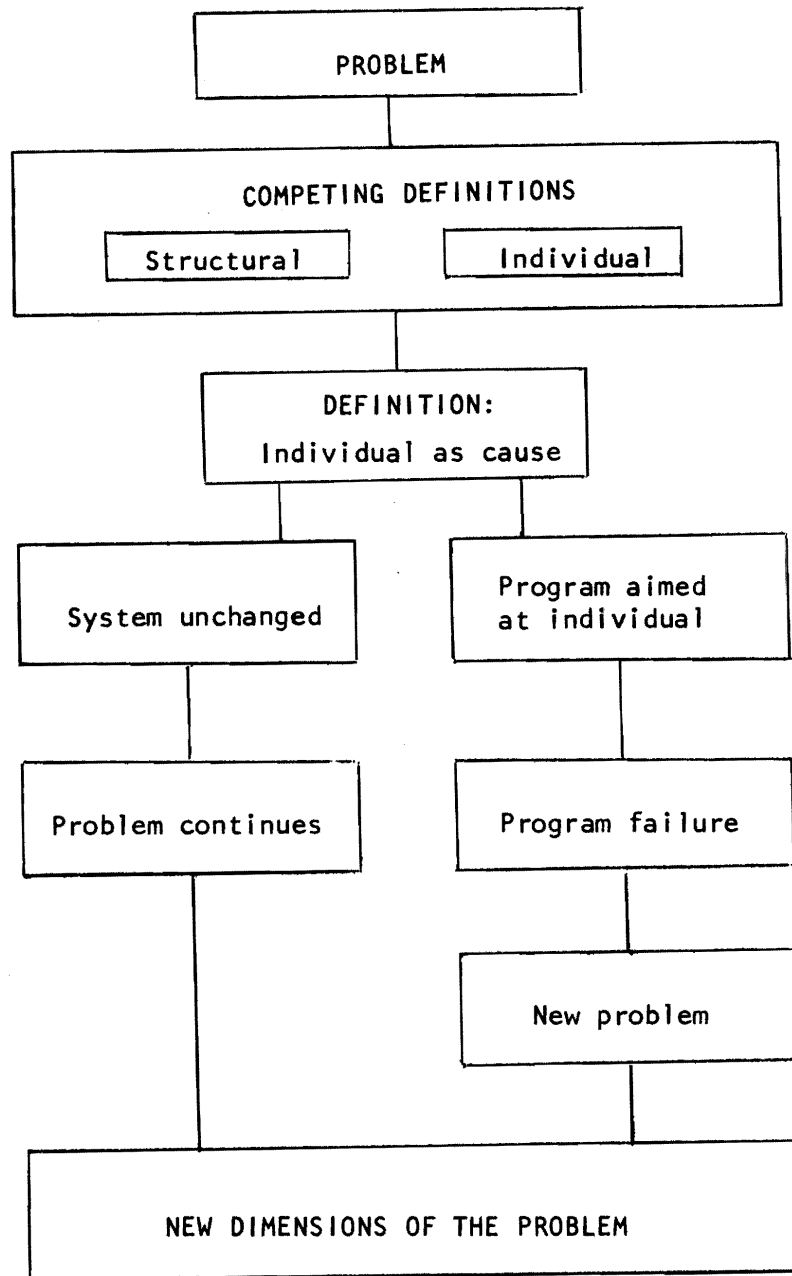 PROBLEM
COMPETING DEFINITIONS
Structural
Individual
DEFINITION:
Individual as cause
System unchanged
Program aimed
at individual
Problem continues
Program failure
New problem
NEW DIMENSIONS OF THE PROBLEM